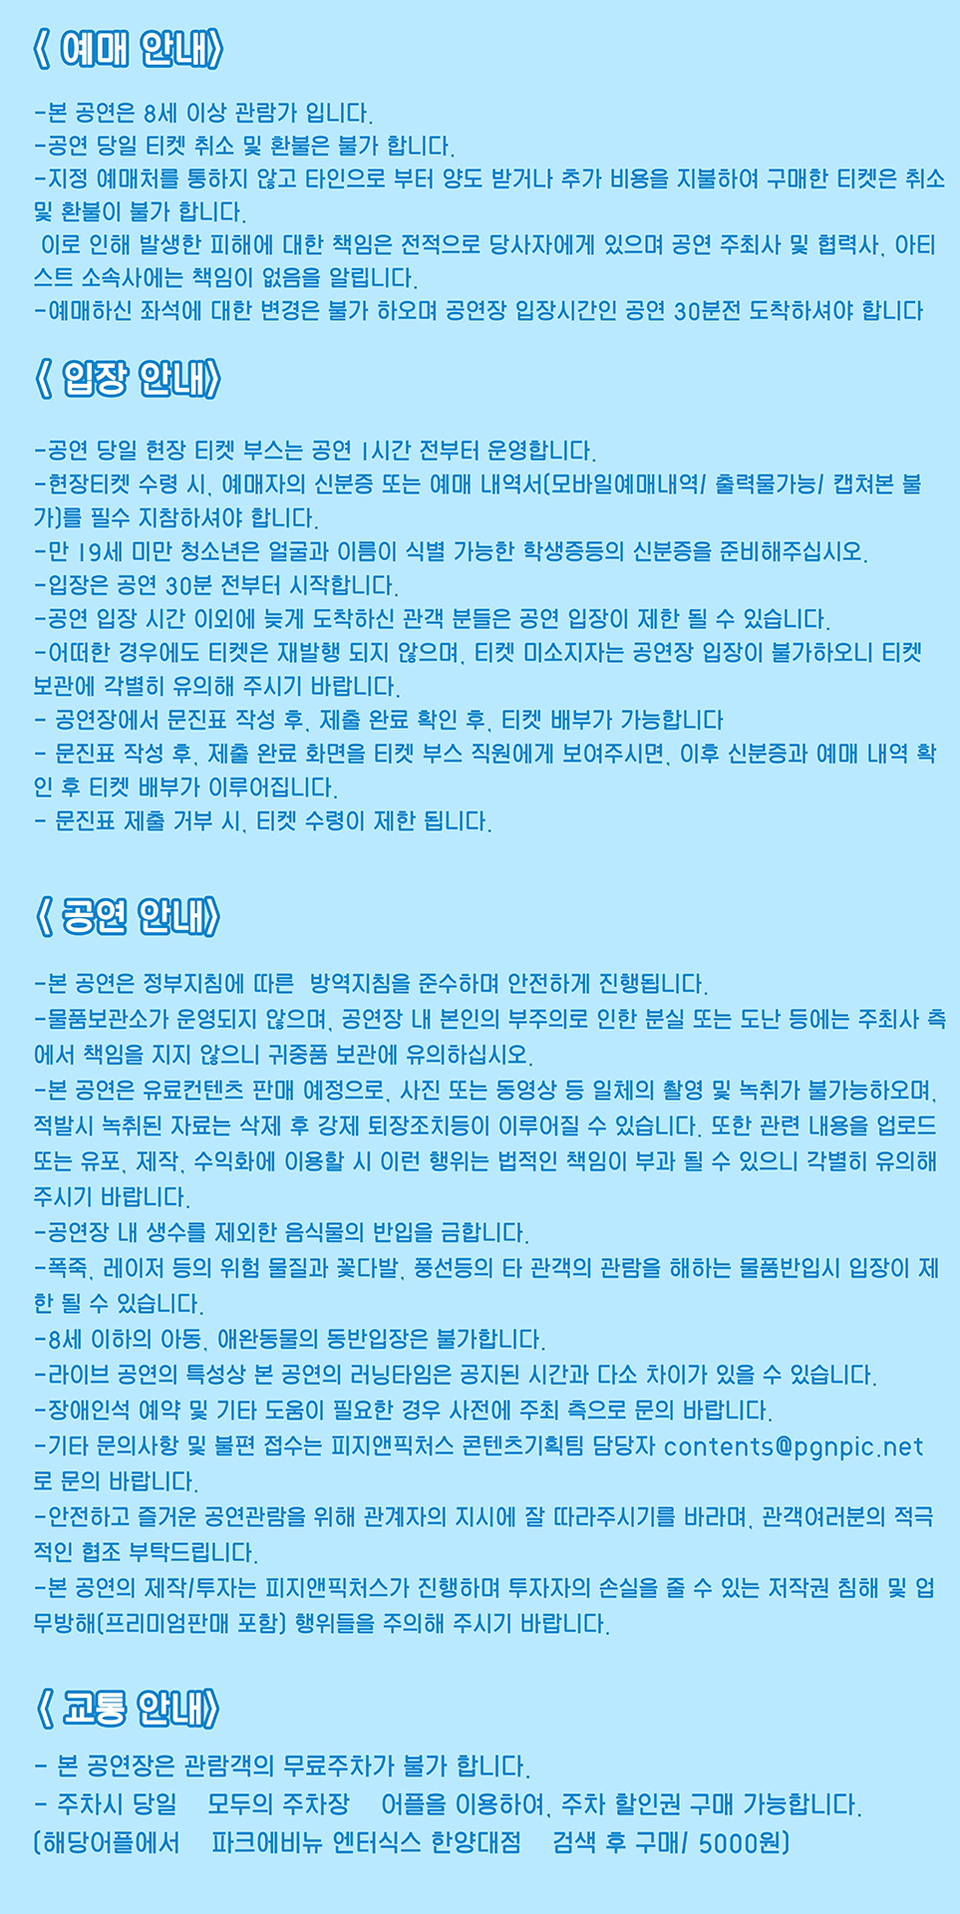 〈 예매 안내〉
-본 공연은 8세 이상 관람가 입니다.
-공연 당일 티켓 취소 및 환불은 불가 합니다.
-지정 예매처를 통하지 않고 타인으로 부터 양도 받거나 추가 비용을 지불하여 구매한 티켓은 취소
및 환불이 불가 합니다.
이로 인해 발생한 피해에 대한 책임은 전적으로 당사자에게 있으며 공연 주최사 및 협력사, 아티
스트 소속사에는 책임이 없음을 알립니다.
-예매하신 좌석에 대한 변경은 불가 하오며 공연장 입장시간인 공연 30분전 도착하셔야 합니다
〈 입장 안내〉
-공연 당일 현장 티켓 부스는 공연 1시간 전부터 운영합니다.
-현장티켓 수령 시, 예매자의 신분증 또는 예매 내역서(모바일예매내역/ 출력물가능/ 캡쳐본 불
가)를 필수 지참하셔야 합니다.
-만 19세 미만 청소년은 얼굴과 이름이 식별 가능한 학생증등의 신분증을 준비해주십시오.
-입장은 공연 30분 전부터 시작합니다.
-공연 입장 시간 이외에 늦게 도착하신 관객 분들은 공연 입장이 제한 될 수 있습니다.
-어떠한 경우에도 티켓은 재발행 되지 않으며, 티켓 미소지자는 공연장 입장이 불가하오니 티켓
보관에 각별히 유의해 주시기 바랍니다.
- 공연장에서 문진표 작성 후, 제출 완료 확인 후, 티켓 배부가 가능합니다
- 문진표 작성 후, 제출 완료 화면을 티켓 부스 직원에게 보여주시면, 이후 신분증과 예매 내역 확
인 후 티켓 배부가 이루어집니다.
- 문진표 제출 거부 시, 티켓 수령이 제한 됩니다.
〈 공연 안내〉
-본 공연은 정부지침에 따른  방역지침을 준수하며 안전하게 진행됩니다.
-물품보관소가 운영되지 않으며, 공연장 내 본인의 부주의로 인한 분실 또는 도난 등에는 주최사 측
에서 책임을 지지 않으니 귀중품 보관에 유의하십시오.
-본 공연은 유료컨텐츠 판매 예정으로, 사진 또는 동영상 등 일체의 촬영 및 녹취가 불가능하오며,
적발시 녹취된 자료는 삭제 후 강제 퇴장조치등이 이루어질 수 있습니다. 또한 관련 내용을 업로드
또는 유포, 제작, 수익화에 이용할 시 이런 행위는 법적인 책임이 부과 될 수 있으니 각별히 유의해
주시기 바랍니다.
-공연장 내 생수를 제외한 음식물의 반입을 금합니다.
-폭죽, 레이저 등의 위험 물질과 꽃다발, 풍선등의 타 관객의 관람을 해하는 물품반입시 입장이 제
한 될 수 있습니다.
-8세 이하의 아동, 애완동물의 동반입장은 불가합니다.
-라이브 공연의 특성상 본 공연의 러닝타임은 공지된 시간과 다소 차이가 있을 수 있습니다.
-장애인석 예약 및 기타 도움이 필요한 경우 사전에 주최 측으로 문의 바랍니다.
-기타 문의사항 및 불편 접수는 피지앤픽처스 콘텐츠기획팀 담당자 contents@pgnpic.net
로 문의 바랍니다.
-안전하고 즐거운 공연관람을 위해 관계자의 지시에 잘 따라주시기를 바라며, 관객여러분의 적극
적인 협조 부탁드립니다.
-본 공연의 제작/투자는 피지앤픽처스가 진행하며 투자자의 손실을 줄 수 있는 저작권 침해 및 업
무방해(프리미엄판매 포함) 행위들을 주의해 주시기 바랍니다.
〈 교통 안내〉
- 본 공연장은 관람객의 무료주차가 불가 합니다.
- 주차시 당일   모두의 주차장   어플을 이용하여, 주차 할인권 구매 가능합니다.
(해당어플에서   파크에비뉴 엔터식스 한양대점   검색 후 구매/ 5000원)